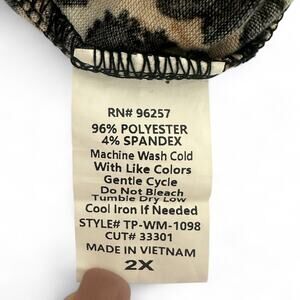 RN# 96257
96% POLYESTER
4% SPANDEX
Machine Wash Cold
With Like Colors
Gentle Cycle
Do Not Bleach
Tumble Dry Low
Cool Iron If Needed
STYLE# TP-WM-1098
CUT# 33301
MADE IN VIETNAM
2X